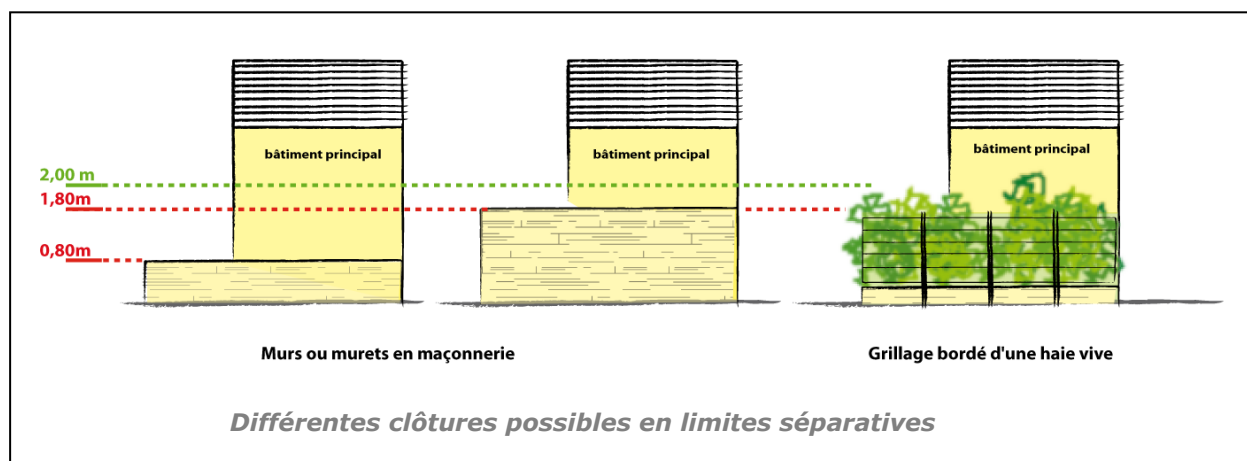 bâtiment principal
bâtiment principal
bâtiment principal
2,00 m
1,80m
0,80m
Murs ou murets en maçonnerie
Grillage bordé d'une haie vive
Différentes clôtures possibles en limites séparatives